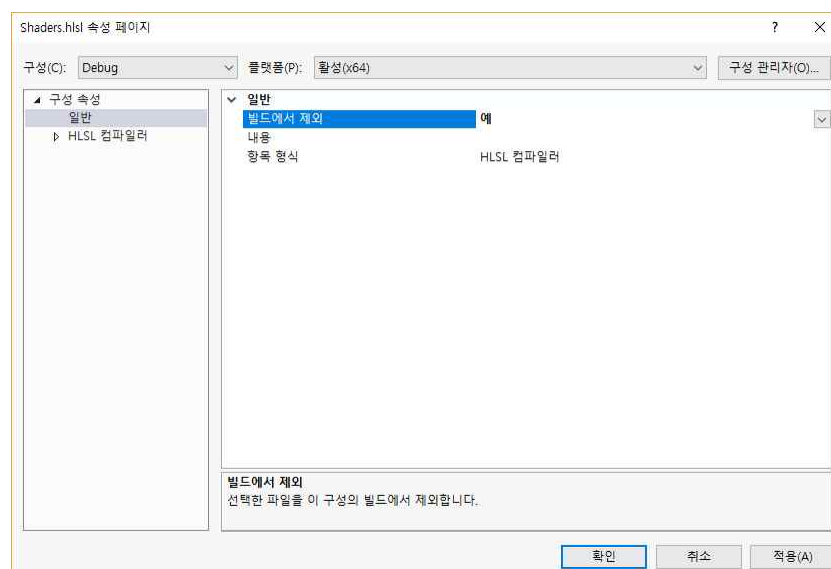 Shaders.hlsl 속성 페이지
? ×
구성(C): Debug 플랫폼(P): 활성(x64) 구성 관리자(O)...
구성 속성
일반
HLSL 컴파일러
일반
빌드에서 제외 예
내용
항목 형식 HLSL 컴파일러
빌드에서 제외
선택한 파일을 이 구성의 빌드에서 제외합니다.
확인 취소 적용(A)